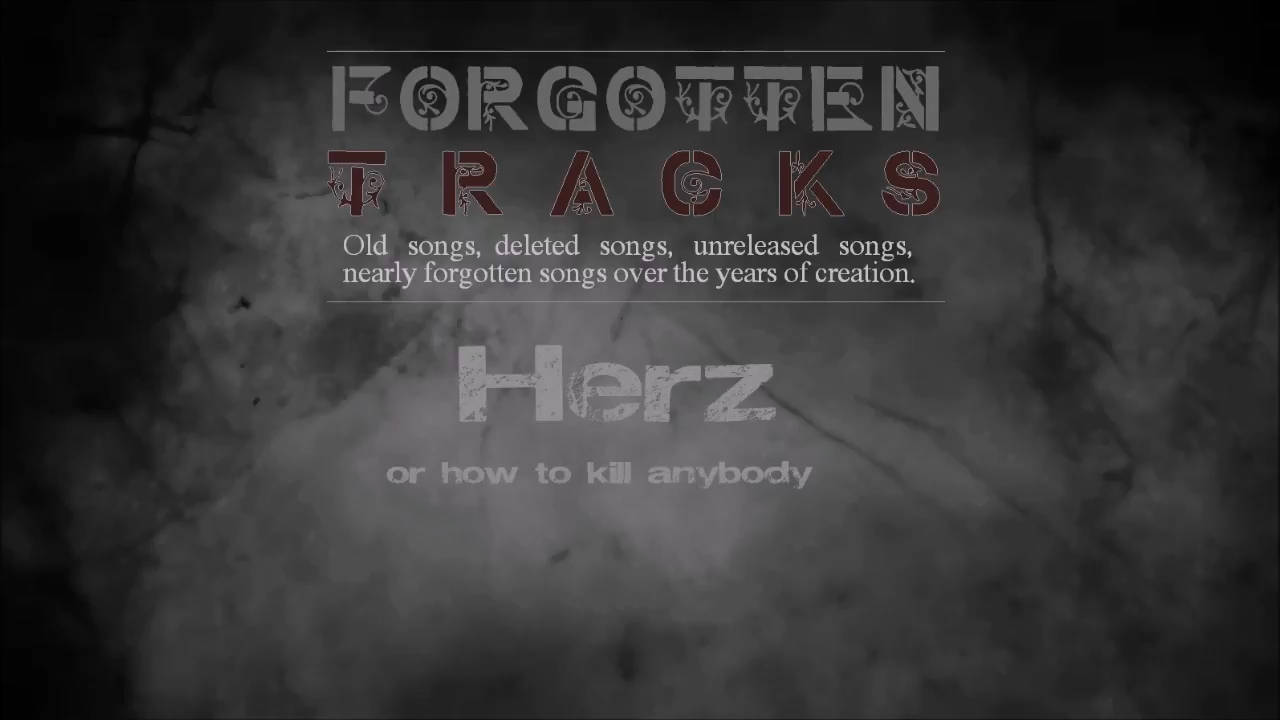 FORGOTTEN
TRACKS
Old songs, deleted songs, unreleased songs,
nearly forgotten songs over the years of creation.
Herz
or how to kill anybody